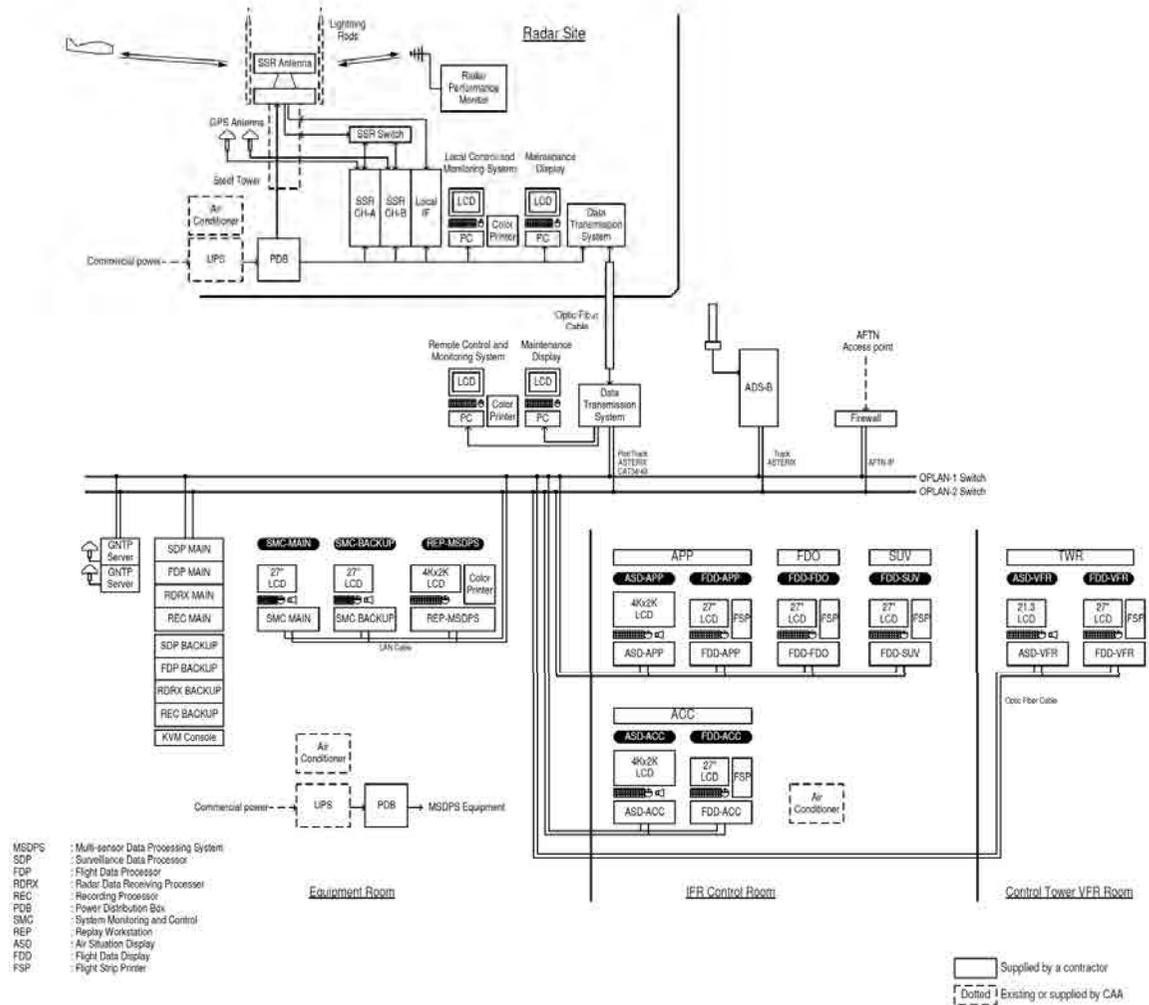 Radar Site
Lightning
Rods
SSR Antenna
Radar
Performance
Monitor
GPS Antenna
SSR Switch
Steel Tower
Local Control and
Monitoring System
Maintenance
Display
Air
Conditioner
SSR
CH-A
SSR
CH-B
Local
IF
LCD
PC
Color
Printer
LCD
PC
Data
Transmission
System
Commercial power
UPS
PDB
Optic Fiber
Cable
Remote Control and
Monitoring System
Maintenance
Display
LCD
PC
Color
Printer
LCD
PC
Data
Transmission
System
ADS-B
AFTN
Access point
Firewall
Plot/Track
ASTERIX
CAT34/48
Track
ASTERIX
AFTN-IP
OPLAN-1 Switch
OPLAN-2 Switch
GNTP
Server
GNTP
Server
SDP MAIN
FDP MAIN
RDRX MAIN
REC MAIN
SDP BACKUP
FDP BACKUP
RDRX BACKUP
REC BACKUP
KVM Console
SMC-MAIN
27"
LCD
SMC MAIN
SMC-BACKUP
27"
LCD
SMC BACKUP
REP-MSDPS
4Kx2K
LCD
Color
Printer
REP-MSDPS
LAN Cable
APP
ASD-APP
4Kx2K
LCD
ASD-APP
FDD-APP
27"
LCD
FSP
FDD-APP
FDO
FDD-FDO
27"
LCD
FSP
FDD-FDO
SUV
FDD-SUV
27"
LCD
FSP
FDD-SUV
TWR
ASD-VFR
21.3
LCD
ASD-VFR
FDD-VFR
27"
LCD
FSP
FDD-VFR
Optic Fiber Cable
ACC
ASD-ACC
4Kx2K
LCD
ASD-ACC
FDD-ACC
27"
LCD
FSP
FDD-ACC
Air
Conditioner
Air
Conditioner
Commercial power
UPS
PDB
MSDPS Equipment
MSDPS : Multi-sensor Data Processing System
SDP : Surveillance Data Processor
FDP : Flight Data Processor
RDRX : Radar Data Receiving Processer
REC : Recording Processor
PDB : Power Distribution Box
SMC : System Monitoring and Control
REP : Replay Workstation
ASD : Air Situation Display
FDD : Flight Data Display
FSP : Flight Strip Printer
Equipment Room
IFR Control Room
Control Tower VFR Room
Supplied by a contractor
Dotted Existing or supplied by CAA